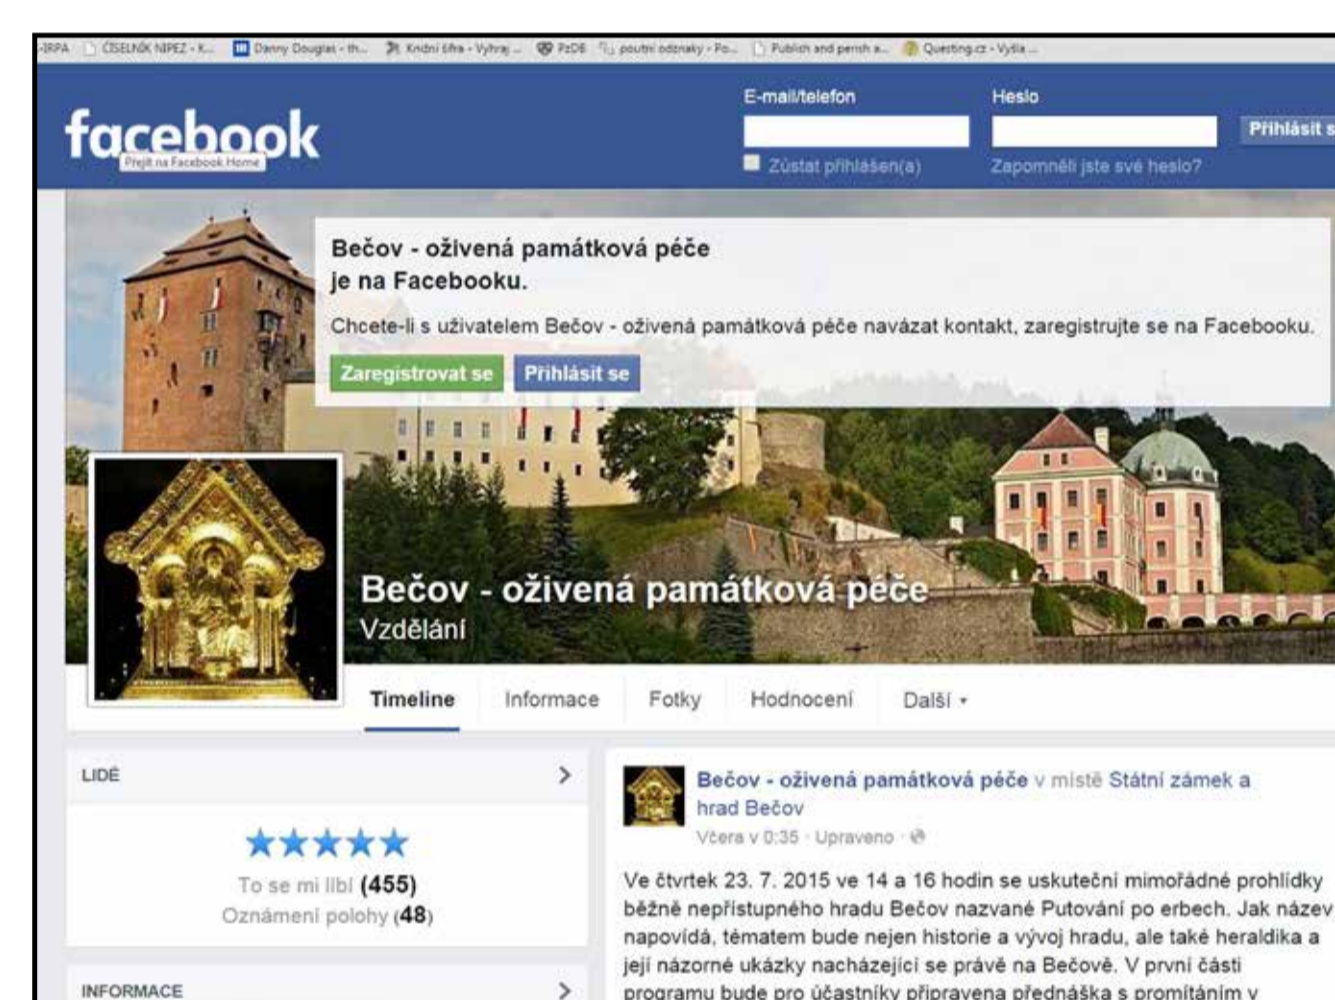 -IRPA ČÍSELNÍK NIPEZ - K... Danny Douglas - th... Knižní šifra - Vyhraj ... PzD6 poutní odznaky - Po... Publish and perish a... Questing.cz - Vyšla ...
E-mail/telefon Heslo
facebook
Přihlásit s
Přejít na Facebook Home
Zůstat přihlášen(a) Zapomněli jste své heslo?
Bečov - oživená památková péče
je na Facebooku.
Chcete-li s uživatelem Bečov - oživená památková péče navázat kontakt, zaregistrujte se na Facebooku.
Zaregistrovat se Přihlásit se
Bečov - oživená památková péče
Vzdělání
Timeline Informace Fotky Hodnocení Další
LIDÉ
To se mi líbí (455)
Oznámení polohy (48)
INFORMACE
Bečov - oživená památková péče v místě Státní zámek a
hrad Bečov
Včera v 0:35 · Upraveno ·
Ve čtvrtek 23. 7. 2015 ve 14 a 16 hodin se uskuteční mimořádné prohlídky
běžně nepřístupného hradu Bečov nazvané Putování po erbech. Jak název
napovídá, tématem bude nejen historie a vývoj hradu, ale také heraldika a
její názorné ukázky nacházející se právě na Bečově. V první části
programu bude pro účastníky připravena přednáška s promítáním v